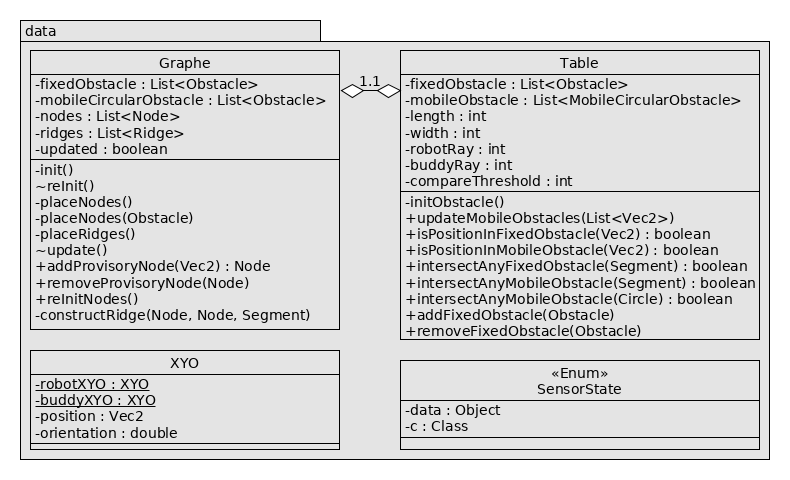 data
Graphe
-fixedObstacle : List<Obstacle>
-mobileCircularObstacle : List<Obstacle>
-nodes : List<Node>
-ridges : List<Ridge>
-updated : boolean
-init()
~reInit()
-placeNodes()
-placeNodes(Obstacle)
-placeRidges()
~update()
+addProvisoryNode(Vec2) : Node
+removeProvisoryNode(Node)
+reInitNodes()
-constructRidge(Node, Node, Segment)
1.1
Table
-fixedObstacle : List<Obstacle>
-mobileObstacle : List<MobileCircularObstacle>
-length : int
-width : int
-robotRay : int
-buddyRay : int
-compareThreshold : int
-initObstacle()
+updateMobileObstacles(List<Vec2>)
+isPositionInFixedObstacle(Vec2) : boolean
+isPositionInMobileObstacle(Vec2) : boolean
+intersectAnyFixedObstacle(Segment) : boolean
+intersectAnyMobileObstacle(Segment) : boolean
+intersectAnyMobileObstacle(Circle) : boolean
+addFixedObstacle(Obstacle)
+removeFixedObstacle(Obstacle)
XYO
-robotXYO : XYO
-buddyXYO : XYO
-position : Vec2
-orientation : double
«Enum»
SensorState
-data : Object
-c : Class